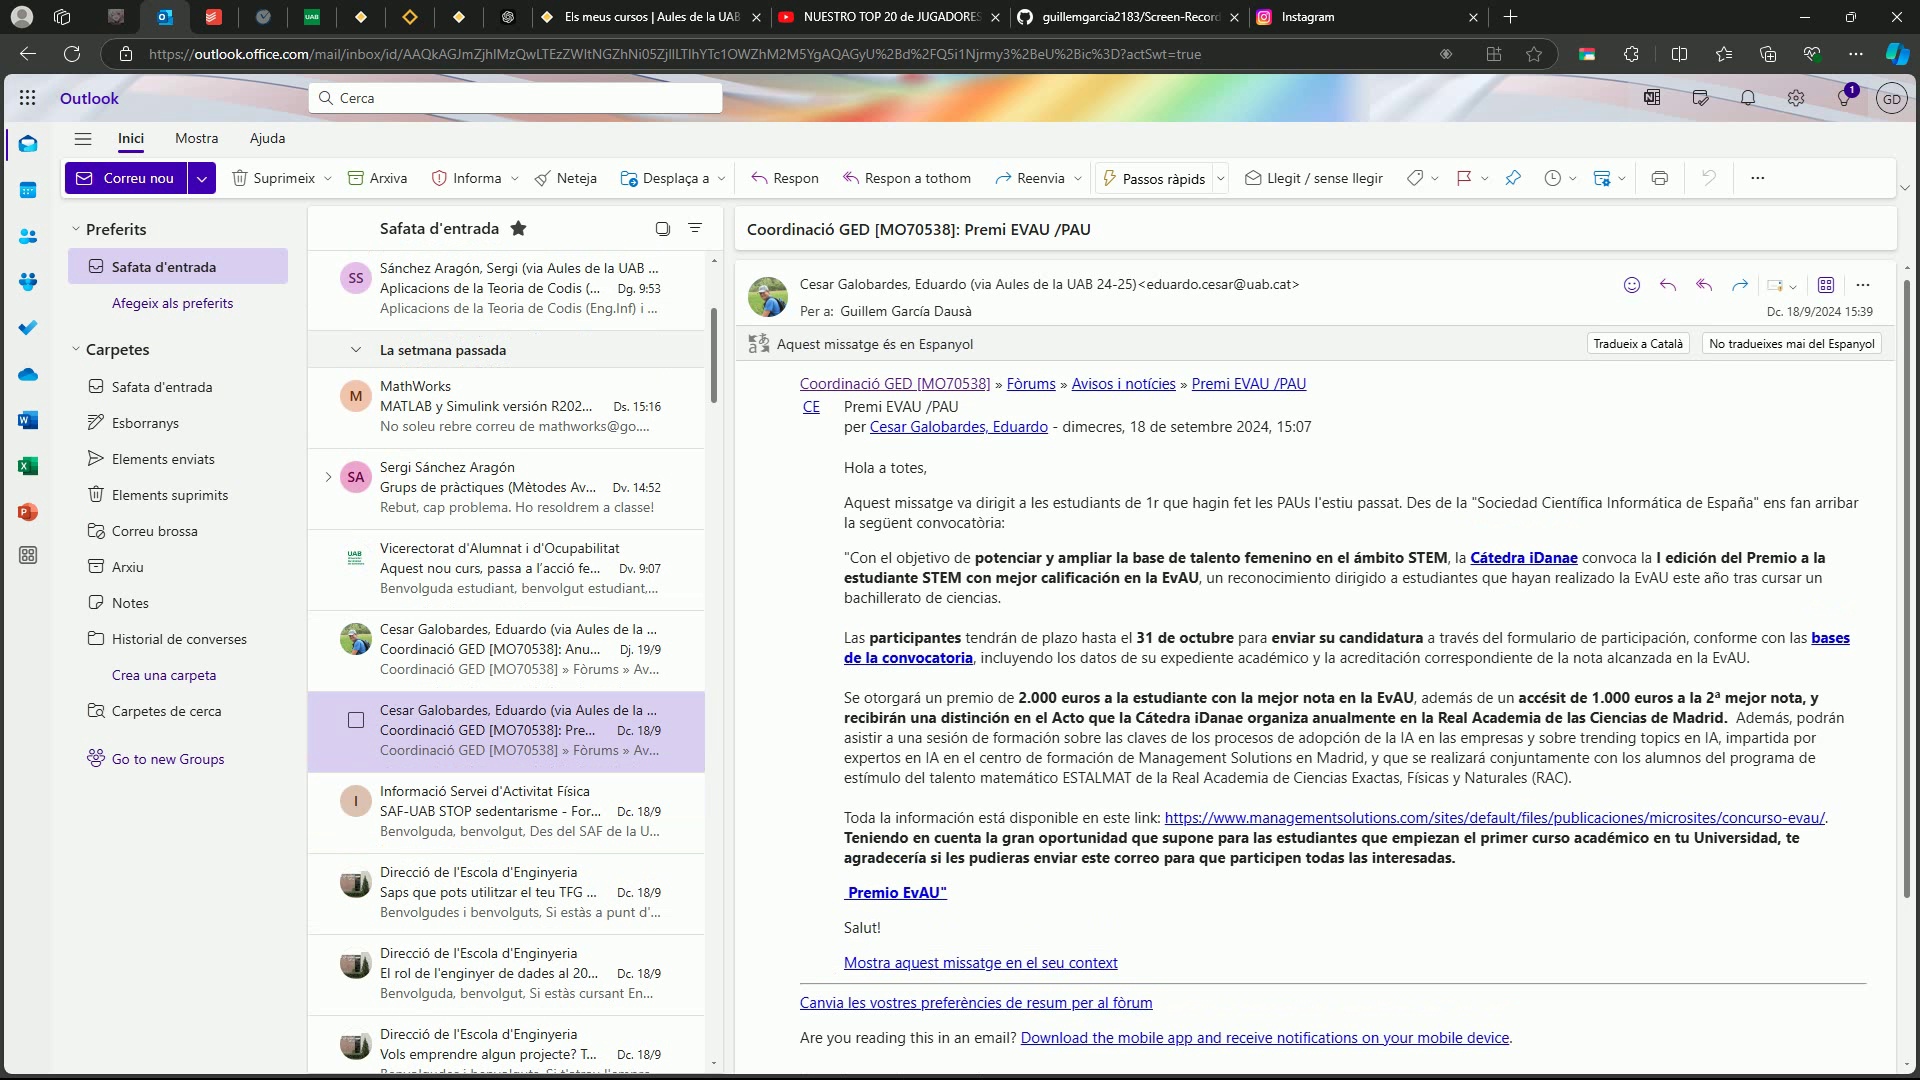 Els meus cursos | Aules de la UAB
NUESTRO TOP 20 de JUGADORES
guillemgarcia2183/Screen-Record
Instagram
https://outlook.office.com/mail/inbox/id/
Outlook
Cerca
GD
1
Inici
Mostra
Ajuda
Correu nou
Suprimeix
Arxiva
Informa
Neteja
Desplaça a
Respon
Respon a tothom
Reenvia
Passos ràpids
Llegit / sense llegir
Preferits
Safata d'entrada
Afegeix als preferits
Carpetes
Safata d'entrada
Esborranys
Elements enviats
Elements suprimits
Correu brossa
Arxiu
Notes
Historial de converses
Crea una carpeta
Carpetes de cerca
Go to new Groups
Safata d'entrada
SS
Sánchez Aragón, Sergi (via Aules de la UAB ...
Aplicacions de la Teoria de Codis (... Dg. 9:53
Aplicacions de la Teoria de Codis (Eng.Inf) i ...
La setmana passada
M
MathWorks
MATLAB y Simulink versión R202... Ds. 15:16
No soleu rebre correu de mathworks@go....
SA
Sergi Sánchez Aragón
Grups de pràctiques (Mètodes Av... Dv. 14:52
Rebut, cap problema. Ho resoldrem a classe!
UAB
Vicerectorat d'Alumnat i d'Ocupabilitat
Aquest nou curs, passa a l'acció fe... Dv. 9:07
Benvolguda estudiant, benvolgut estudiant,...
Cesar Galobardes, Eduardo (via Aules de la ...
Coordinació GED [MO70538]: Anu... Dj. 19/9
Coordinació GED [MO70538] » Fòrums » Av...
Cesar Galobardes, Eduardo (via Aules de la ...
Coordinació GED [MO70538]: Pre... Dc. 18/9
Coordinació GED [MO70538] » Fòrums » Av...
I
Informació Servei d'Activitat Física
SAF-UAB STOP sedentarisme - For... Dc. 18/9
Benvolguda, benvolgut, Des del SAF de la U...
Direcció de l'Escola d'Enginyeria
Saps que pots utilitzar el teu TFG ... Dc. 18/9
Benvolgudes i benvolguts, Si estàs a punt d'...
Direcció de l'Escola d'Enginyeria
El rol de l'enginyer de dades al 20... Dc. 18/9
Benvolguda, benvolgut, Si estàs cursant En...
Direcció de l'Escola d'Enginyeria
Vols emprendre algun projecte? T... Dc. 18/9
Coordinació GED [MO70538]: Premi EVAU /PAU
Cesar Galobardes, Eduardo (via Aules de la UAB 24-25)<eduardo.cesar@uab.cat>
Per a: Guillem García Dausà
Dc. 18/9/2024 15:39
Aquest missatge és en Espanyol
Tradueix a Català
No tradueixes mai del Espanyol
Coordinació GED [MO70538] » Fòrums » Avisos i notícies » Premi EVAU /PAU
CE Premi EVAU /PAU
per Cesar Galobardes, Eduardo - dimecres, 18 de setembre 2024, 15:07
Hola a totes,
Aquest missatge va dirigit a les estudiants de 1r que hagin fet les PAUs l'estiu passat. Des de la "Sociedad Científica Informática de España" ens fan arribar
la següent convocatòria:
"Con el objetivo de potenciar y ampliar la base de talento femenino en el ámbito STEM, la Cátedra iDanae convoca la I edición del Premio a la
estudiante STEM con mejor calificación en la EvAU, un reconocimiento dirigido a estudiantes que hayan realizado la EvAU este año tras cursar un
bachillerato de ciencias.
Las participantes tendrán de plazo hasta el 31 de octubre para enviar su candidatura a través del formulario de participación, conforme con las bases
de la convocatoria, incluyendo los datos de su expediente académico y la acreditación correspondiente de la nota alcanzada en la EvAU.
Se otorgará un premio de 2.000 euros a la estudiante con la mejor nota en la EvAU, además de un accésit de 1.000 euros a la 2ª mejor nota, y
recibirán una distinción en el Acto que la Cátedra iDanae organiza anualmente en la Real Academia de las Ciencias de Madrid. Además, podrán
asistir a una sesión de formación sobre las claves de los procesos de adopción de la IA en las empresas y sobre trending topics en IA, impartida por
expertos en IA en el centro de formación de Management Solutions en Madrid, y que se realizará conjuntamente con los alumnos del programa de
estímulo del talento matemático ESTALMAT de la Real Academia de Ciencias Exactas, Físicas y Naturales (RAC).
Toda la información está disponible en este link: https://www.managementsolutions.com/sites/default/files/publicaciones/microsites/concurso-evau/.
Teniendo en cuenta la gran oportunidad que supone para las estudiantes que empiezan el primer curso académico en tu Universidad, te
agradecería si les pudieras enviar este correo para que participen todas las interesadas.
Premio EvAU"
Salut!
Mostra aquest missatge en el seu context
Canvia les vostres preferències de resum per al fòrum
Are you reading this in an email? Download the mobile app and receive notifications on your mobile device.